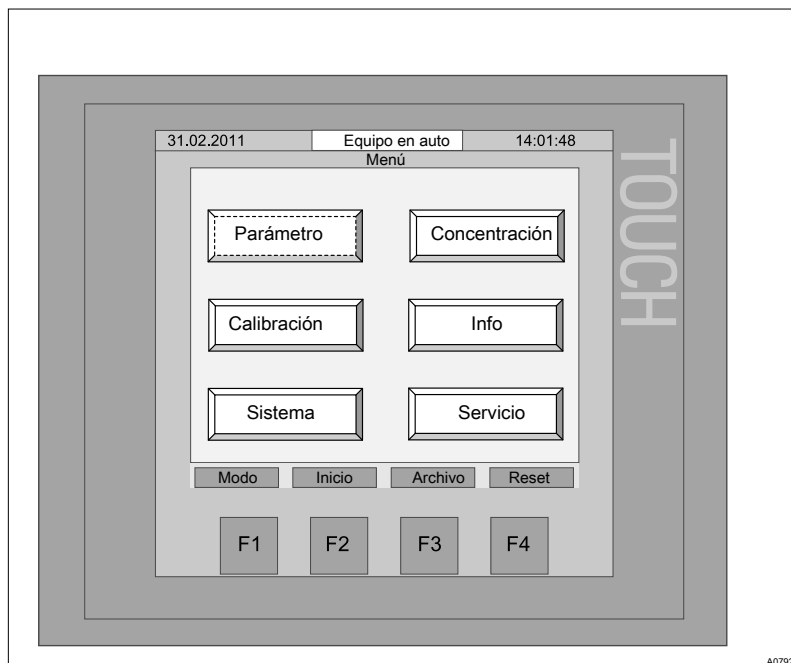 31.02.2011 Equipo en auto 14:01:48
Menú
TOUCH
Parámetro Concentración
Calibración Info
Sistema Servicio
Modo Inicio Archivo Reset
F1 F2 F3 F4